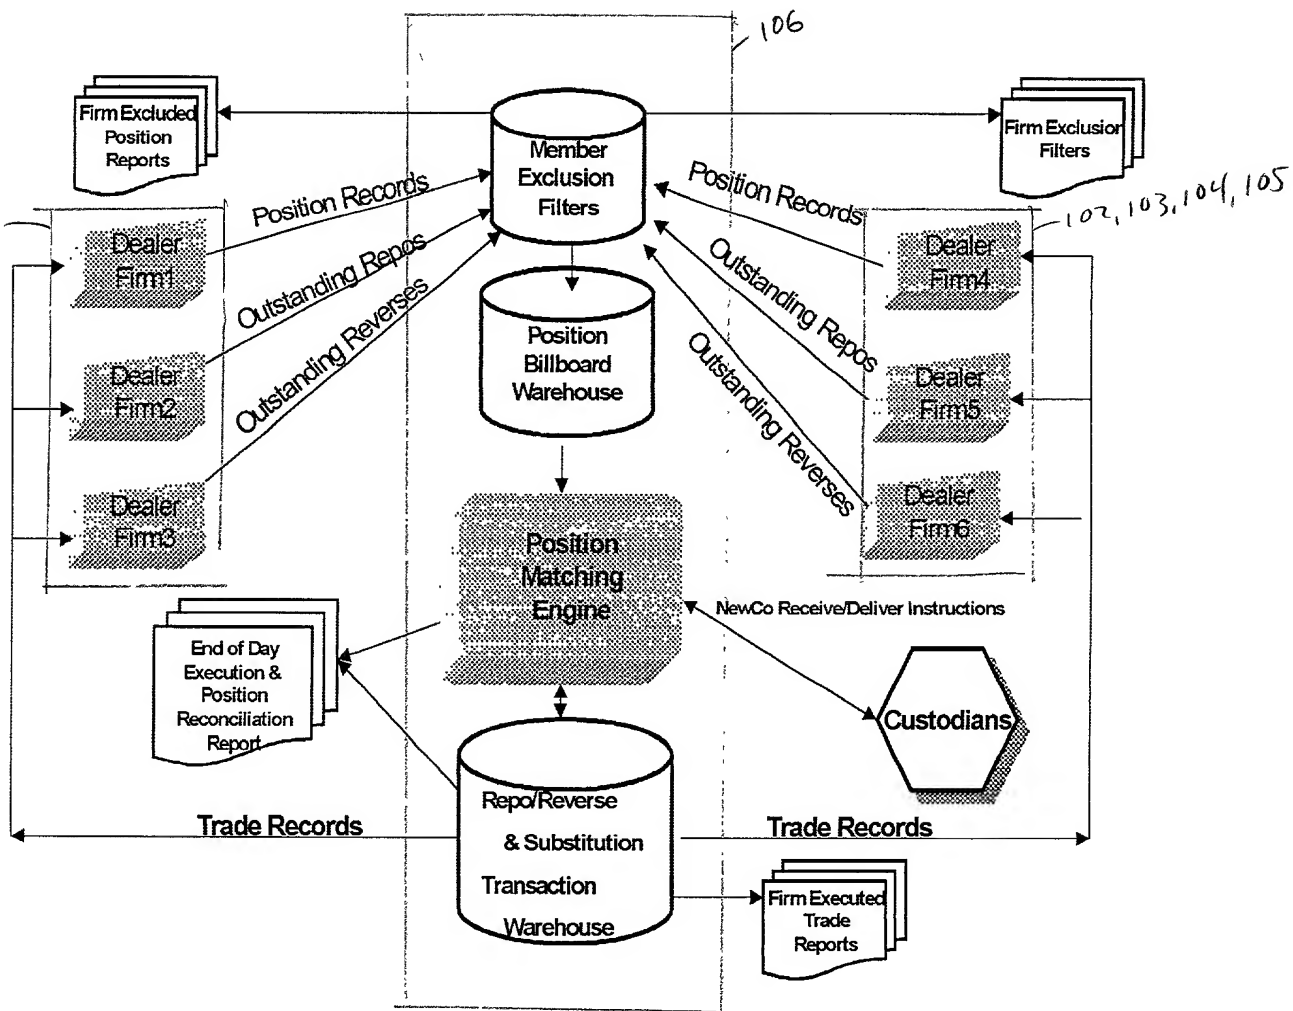 106
Firm Excluded
Position
Reports
Member
Exclusion
Filters
Firm Exclusion
Filters
Position Records
Outstanding Repos
Outstanding Reverses
Position Records
Outstanding Repos
Outstanding Reverses
102, 103, 104, 105
Dealer
Firm1
Dealer
Firm2
Dealer
Firm3
Position
Billboard
Warehouse
Dealer
Firm4
Dealer
Firm5
Dealer
Firm6
Position
Matching
Engine
NewCo Receive/Deliver Instructions
End of Day
Execution &
Position
Reconciliation
Report
Custodians
Repo/Reverse
& Substitution
Transaction
Warehouse
Trade Records
Trade Records
Firm Executed
Trade
Reports